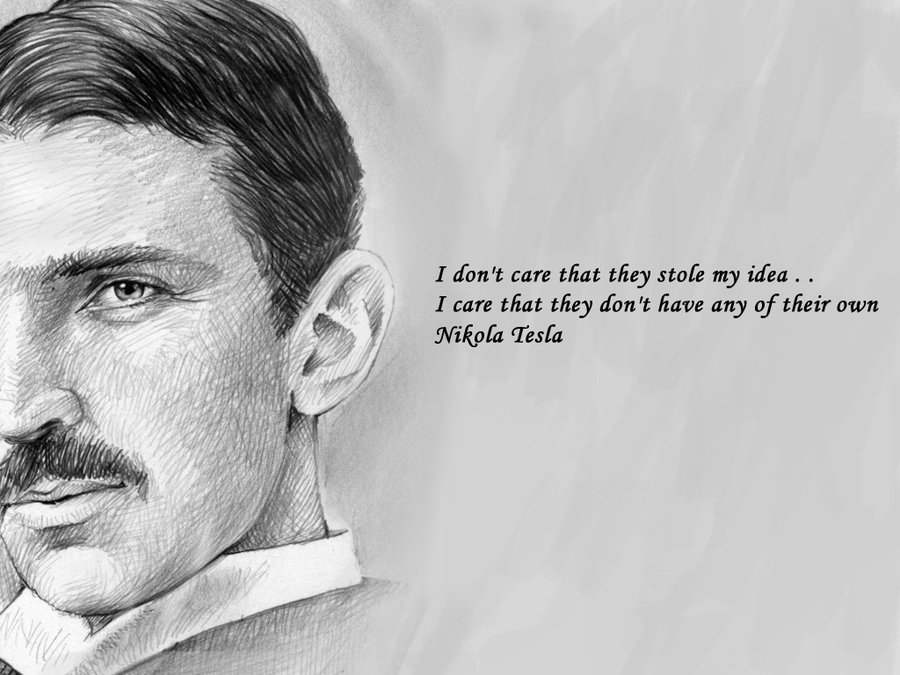 I don't care that they stole my idea . .
I care that they don't have any of their own
Nikola Tesla